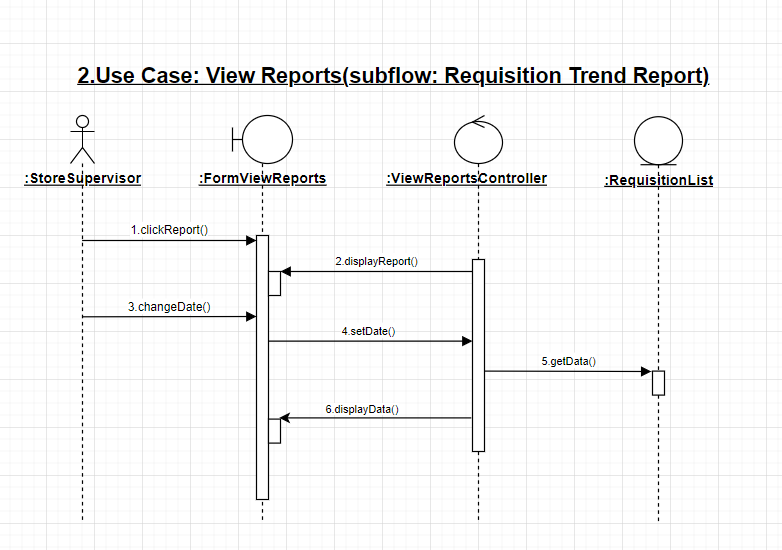 2.Use Case: View Reports(subflow: Requisition Trend Report)
:StoreSupervisor
:FormViewReports
:ViewReportsController
:RequisitionList
1.clickReport()
2.displayReport()
3.changeDate()
4.setDate()
5.getData()
6.displayData()